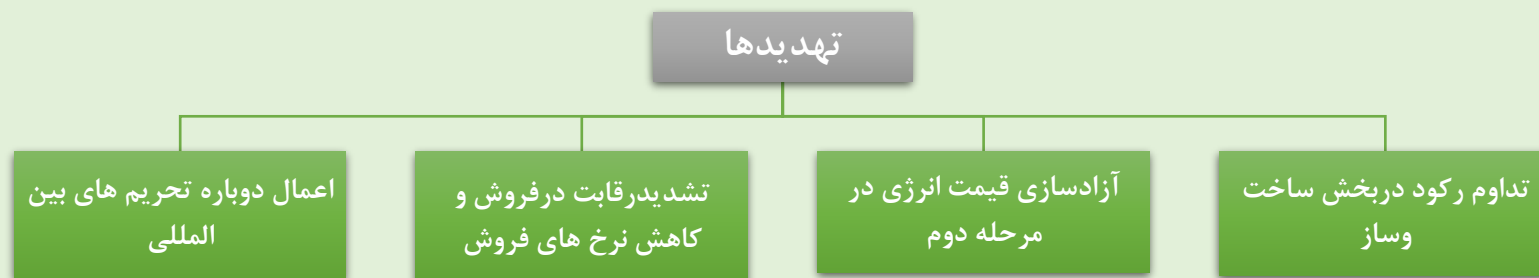 تهدیدها
تداوم رکود دربخش ساخت
وساز
آزادسازی قیمت انرژی در
مرحله دوم
تشدیدرقابت درفروش و
کاهش نرخ های فروش
اعمال دوباره تحریم های بین
المللی